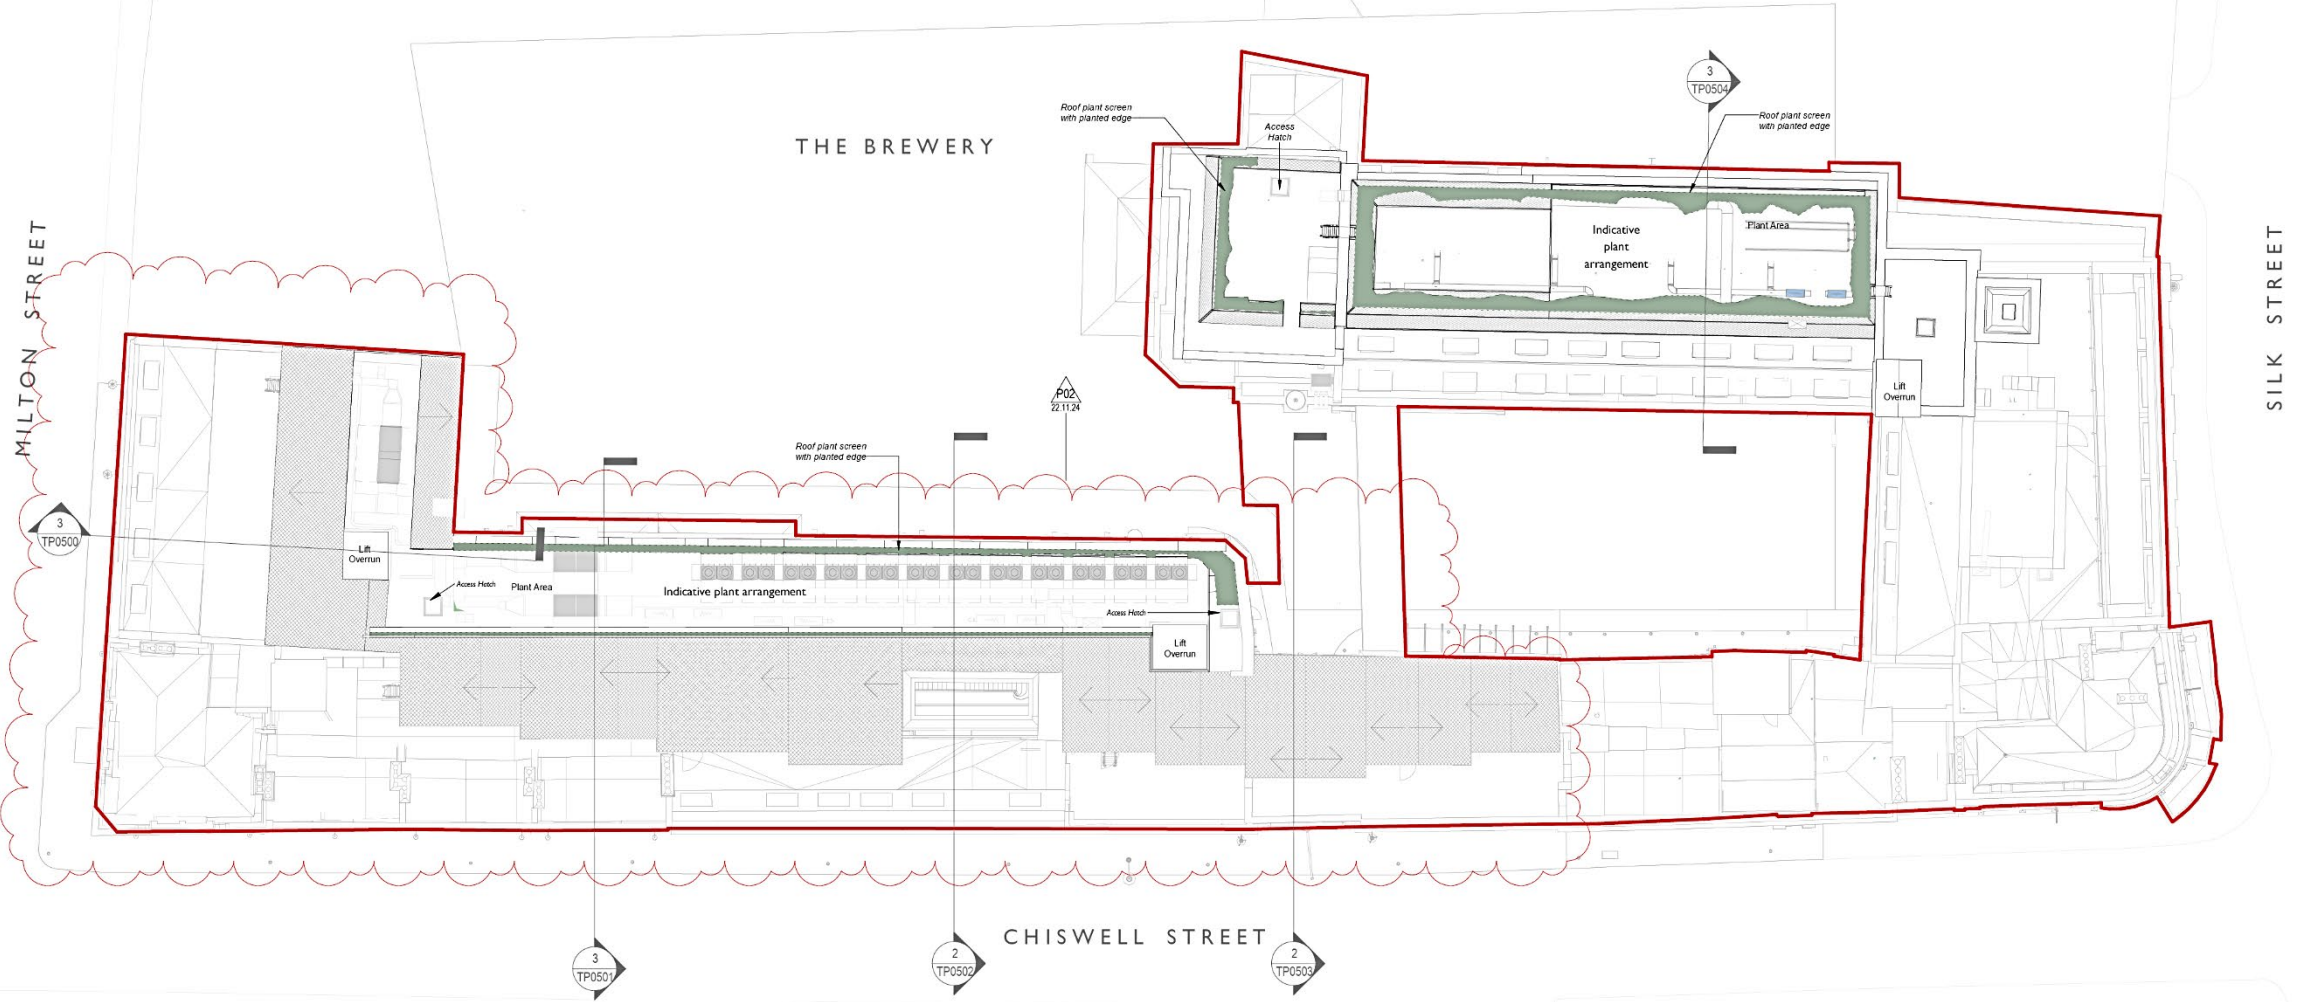 3
TP0504
Roof plant screen
with planted edge
Roof plant screen
with planted edge
Access
Hatch
THE BREWERY
MILTON STREET
SILK STREET
Indicative
plant
arrangement
Plant Area
Lift
Overrun
P02
22.11.24
Roof plant screen
with planted edge
3
TP0500
Lift
Overrun
Access Hatch
Plant Area
Indicative plant arrangement
Access Hatch
Lift
Overrun
CHISWELL STREET
3
TP0501
2
TP0502
2
TP0503